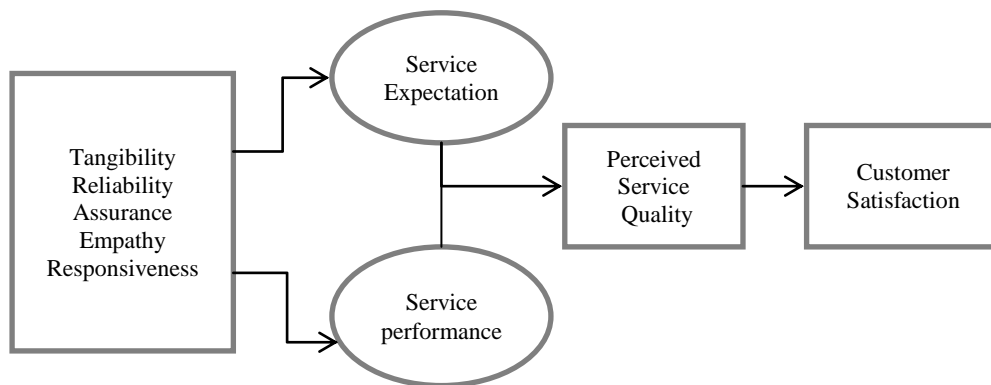 Tangibility
Reliability
Assurance
Empathy
Responsiveness
Service
Expectation
Service
performance
Perceived
Service
Quality
Customer
Satisfaction